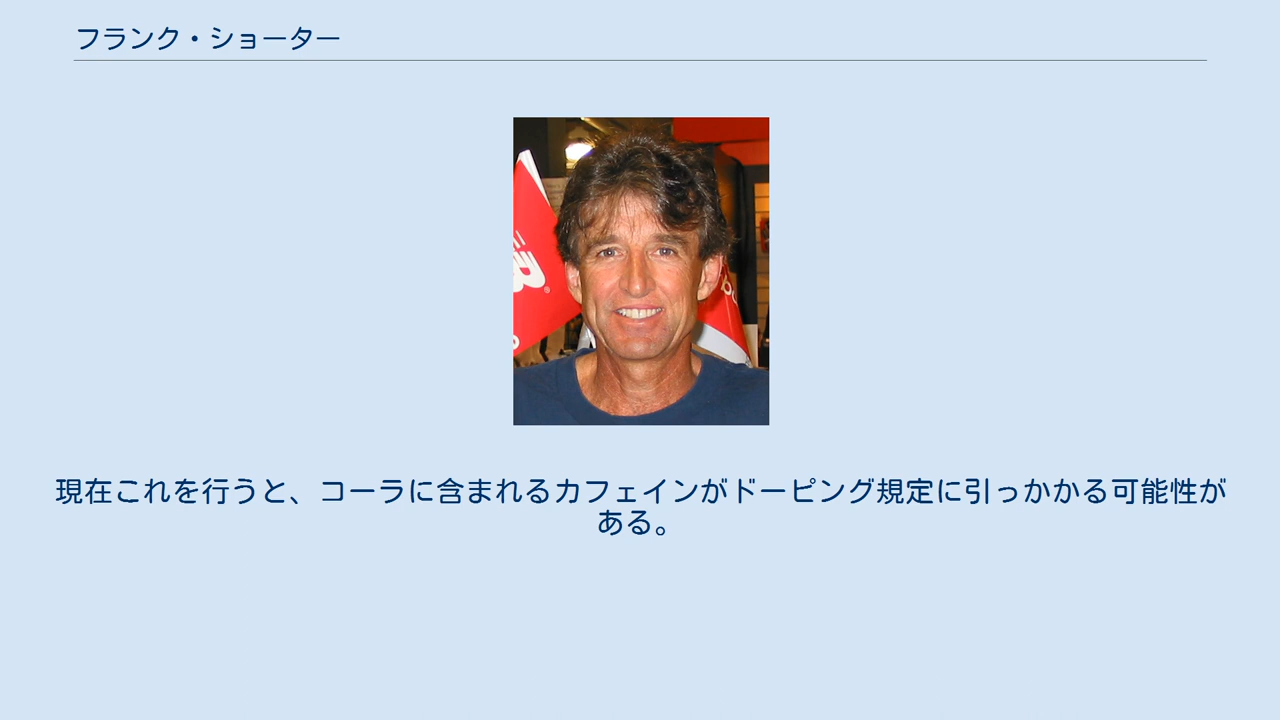 フランク・ショーター
現在これを行うと、コーラに含まれるカフェインがドーピング規定に引っかかる可能性が
ある。